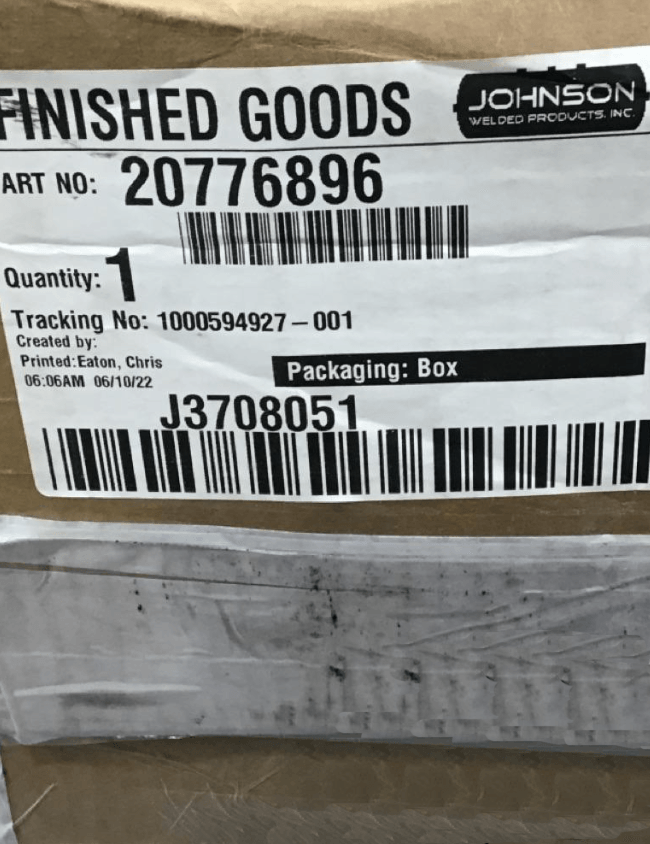 FINISHED GOODS
JOHNSON
WELDED PRODUCTS, INC.
ART NO: 20776896
Quantity: 1
Tracking No: 1000594927-001
Created by:
Printed: Eaton, Chris
06:06AM 06/10/22
Packaging: Box
J3708051